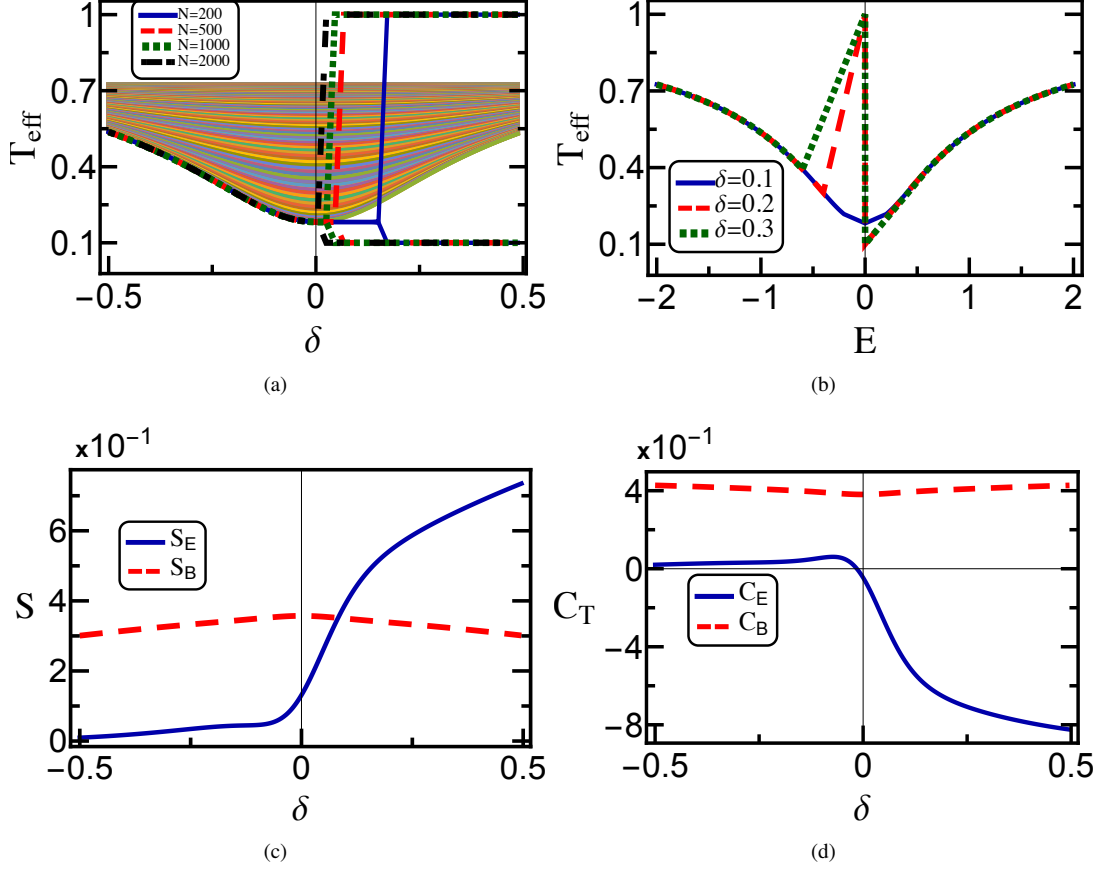 N=200
N=500
N=1000
N=2000
1
0.7
0.4
0.1
T_eff
−0.5
0
0.5
δ
(a)
δ=0.1
δ=0.2
δ=0.3
1
0.7
0.4
0.1
T_eff
−2
−1
0
1
2
E
(b)
x10⁻¹
S_E
S_B
6
4
2
0
S
−0.5
0
0.5
δ
(c)
x10⁻¹
4
0
−4
−8
C_T
C_E
C_B
−0.5
0
0.5
δ
(d)